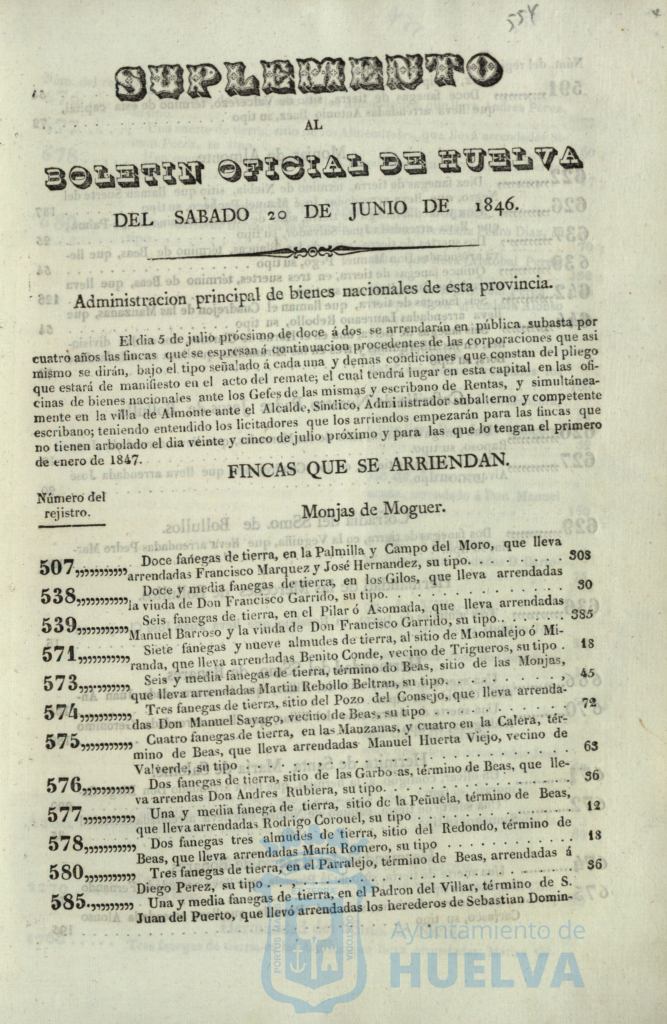 554
SUPLEMENTO
AL
BOLETIN OFICIAL DE HUELVA
DEL SABADO 20 DE JUNIO DE 1846.
Administracion principal de bienes nacionales de esta provincia.
El dia 5 de julio prócsimo de doce á dos se arrendarán en pública subasta por
cuatro años las fincas que se espresan á continuacion procedentes de las corporaciones que asi
mismo se dirán, bajo el tipo señalado á cada una y demas condiciones que constan del pliego
que estará de manifiesto en el acto del remate; el cual tendrá lugar en esta capital en las ofi-
cinas de bienes nacionales ante los Gefes de las mismas y escribano de Rentas, y simultánea-
mente en la villa de Almonte ante el Alcalde, Síndico, Administrador subalterno y competente
escribano; teniendo entendido los licitadores que los arriendos empezarán para las fincas que
no tienen arbolado el dia veinte y cinco de julio próximo y para las que lo tengan el primero
de enero de 1847.
FINCAS QUE SE ARRIENDAN.
Número del
rejistro.
Monjas de Moguer.
507,,,,,,,,,,, Doce fanegas de tierra, en la Palmilla y Campo del Moro, que lleva
arrendadas Francisco Marquez y José Hernandez, su tipo. . . . . . . . 303
538,,,,,,,,,,, Doce y media fanegas de tierra, en los Gilos, que lleva arrendadas
la viuda de Don Francisco Garrido, su tipo. . . . . . . . . . . . 30
539,,,,,,,,,,, Seis fanegas de tierra, en el Pilar ó Asomada, que lleva arrendadas
Manuel Barroso y la viuda de Don Francisco Garrido, su tipo. . . . . . 385
571,,,,,,,,,,, Siete fanegas y nueve almudes de tierra, al sitio de Maomalejo ó Mi-
randa, que lleva arrendadas Benito Conde, vecino de Trigueros, su tipo . 18
573,,,,,,,,,,, Seis y media fanegas de tierra, término do Beas, sitio de las Monjas,
que lleva arrendadas Martin Rebollo Beltran, su tipo. . . . . . . . . 45
574,,,,,,,,,,, Tres fanegas de tierra, sitio del Pozo del Consejo, que lleva arrenda-
das Don Manuel Sayago, vecino de Beas, su tipo . . . . . . . . . . 72
575,,,,,,,,,,, Cuatro fanegas de tierra, en las Manzanas, y cuatro en la Calera, tér-
mino de Beas, que lleva arrendadas Manuel Huerta Viejo, vecino de
Valverde, su tipo . . . . . . . . . . . . . . . . . . . 63
576,,,,,,,,,,, Dos fanegas de tierra, sitio de las Garbo as, término de Beas, que lle-
va arrendas Don Andres Rubiera, su tipo. . . . . . . . . . . . . 36
577,,,,,,,,,,, Una y media fanega de tierra, sitio de la Peñuela, término de Beas,
que lleva arrendadas Rodrigo Corouel, su tipo . . . . . . . . . . . 12
578,,,,,,,,,,, Dos fanegas tres almudes de tierra, sitio del Redondo, término de
Beas, que lleva arrendadas María Romero, su tipo . . . . . . . . . . 18
580,,,,,,,,,,, Tres fanegas de tierra, en el Parralejo, término de Beas, arrendadas á
Diego Perez, su tipo . . . . . . . . . . . . . . . . . . 36
585.,,,,,,,,,, Una y media fanegas de tierra, en el Padron del Villar, término de S.
Juan del Puerto, que llevó arrendadas los herederos de Sebastian Domin-
Ayuntamiento de
HUELVA